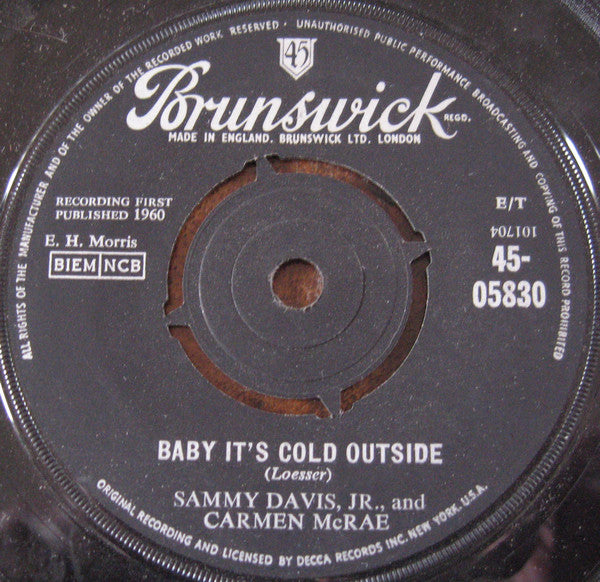 ALL RIGHTS OF THE MANUFACTURER AND OF THE OWNER OF THE RECORDED WORK RESERVED • UNAUTHORISED PUBLIC PERFORMANCE BROADCASTING AND COPYING OF THIS RECORD PROHIBITED
45
Brunswick REGD.
MADE IN ENGLAND. BRUNSWICK LTD. LONDON
RECORDING FIRST
PUBLISHED 1960
E. H. Morris
BIEM NCB
E/T
101704
45-
05830
BABY IT'S COLD OUTSIDE
(Loesser)
SAMMY DAVIS, JR., and
CARMEN McRAE
ORIGINAL RECORDING AND LICENSED BY DECCA RECORDS INC. NEW YORK. U.S.A.